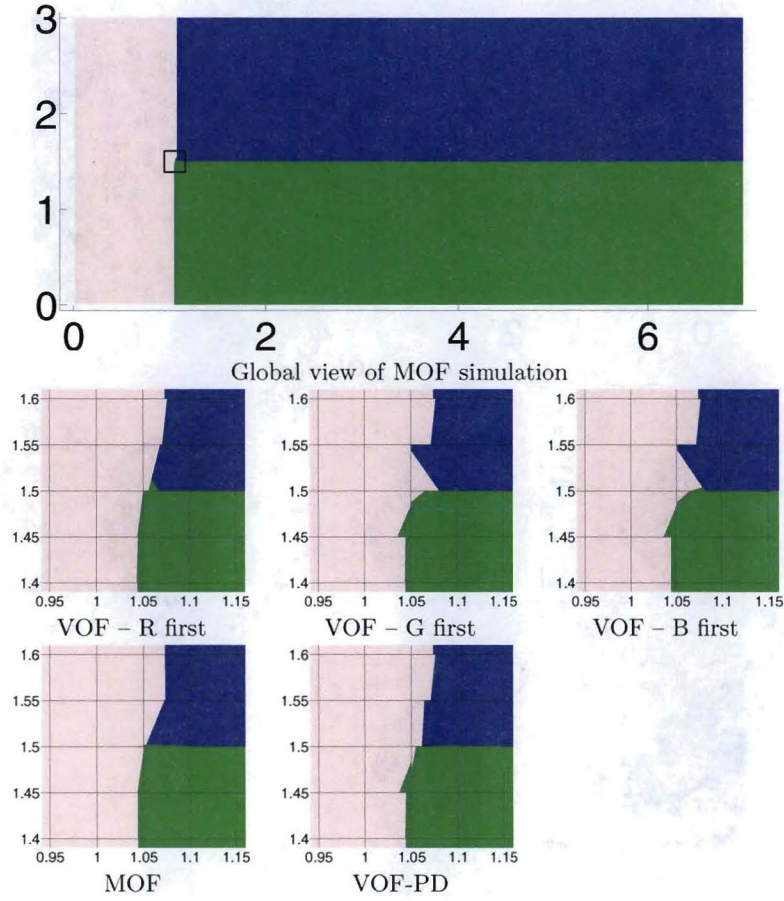 3
2
1
0
0 2 4 6
Global view of MOF simulation
1.6 1.6 1.6
1.55 1.55 1.55
1.5 1.5 1.5
1.45 1.45 1.45
1.4 1.4 1.4
0.95 1 1.05 1.1 1.15 0.95 1 1.05 1.1 1.15 0.95 1 1.05 1.1 1.15
VOF – R first VOF – G first VOF – B first
1.6 1.6
1.55 1.55
1.5 1.5
1.45 1.45
1.4 1.4
0.95 1 1.05 1.1 1.15 0.95 1 1.05 1.1 1.15
MOF VOF-PD